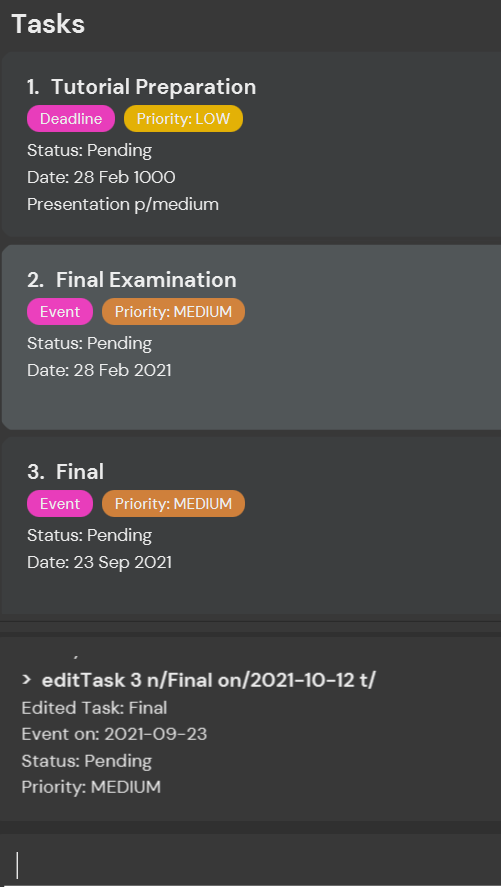 Tasks
1. Tutorial Preparation
Deadline Priority: LOW
Status: Pending
Date: 28 Feb 1000
Presentation p/medium
2. Final Examination
Event Priority: MEDIUM
Status: Pending
Date: 28 Feb 2021
3. Final
Event Priority: MEDIUM
Status: Pending
Date: 23 Sep 2021
> editTask 3 n/Final on/2021-10-12 t/
Edited Task: Final
Event on: 2021-09-23
Status: Pending
Priority: MEDIUM